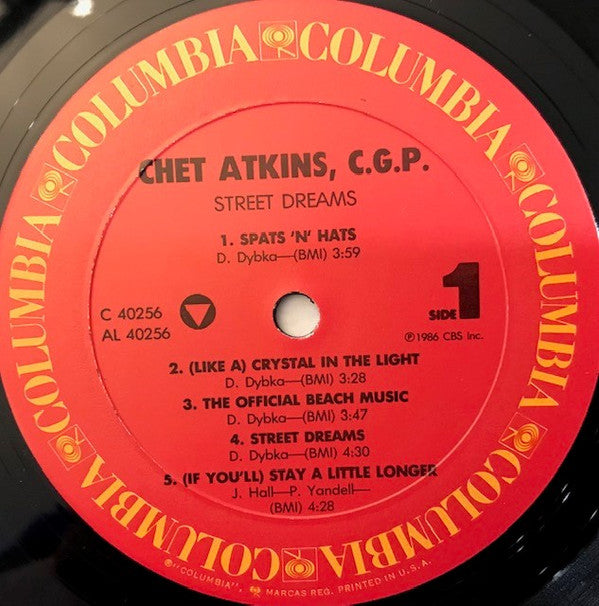 COLUMBIA COLUMBIA COLUMBIA COLUMBIA COLUMBIA COLUMBIA
CHET ATKINS, C.G.P.
STREET DREAMS
1. SPATS 'N' HATS
D. Dybka—(BMI) 3:59
C 40256
AL 40256
SIDE 1
℗1986 CBS Inc.
2. (LIKE A) CRYSTAL IN THE LIGHT
D. Dybka—(BMI) 3:28
3. THE OFFICIAL BEACH MUSIC
D. Dybka—(BMI) 3:47
4. STREET DREAMS
D. Dybka—(BMI) 4:30
5. (IF YOU'LL) STAY A LITTLE LONGER
J. Hall—P. Yandell—
(BMI) 4:28
®"COLUMBIA", MARCAS REG. PRINTED IN U.S.A.